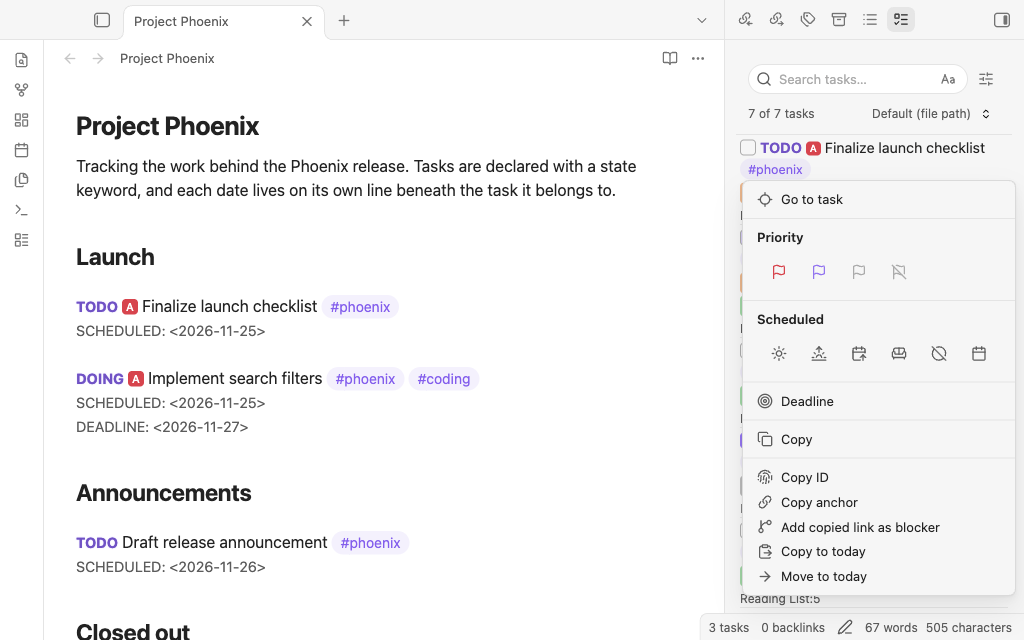 Project Phoenix
Project Phoenix
Project Phoenix
Tracking the work behind the Phoenix release. Tasks are declared with a state
keyword, and each date lives on its own line beneath the task it belongs to.
Launch
TODO A Finalize launch checklist #phoenix
SCHEDULED: <2026-11-25>
DOING A Implement search filters #phoenix #coding
SCHEDULED: <2026-11-25>
DEADLINE: <2026-11-27>
Announcements
TODO Draft release announcement #phoenix
SCHEDULED: <2026-11-26>
Closed out
Search tasks... Aa
7 of 7 tasks Default (file path)
TODO A Finalize launch checklist
#phoenix
Go to task
Priority
Scheduled
Deadline
Copy
Copy ID
Copy anchor
Add copied link as blocker
Copy to today
Move to today
Reading List:5
3 tasks 0 backlinks 67 words 505 characters